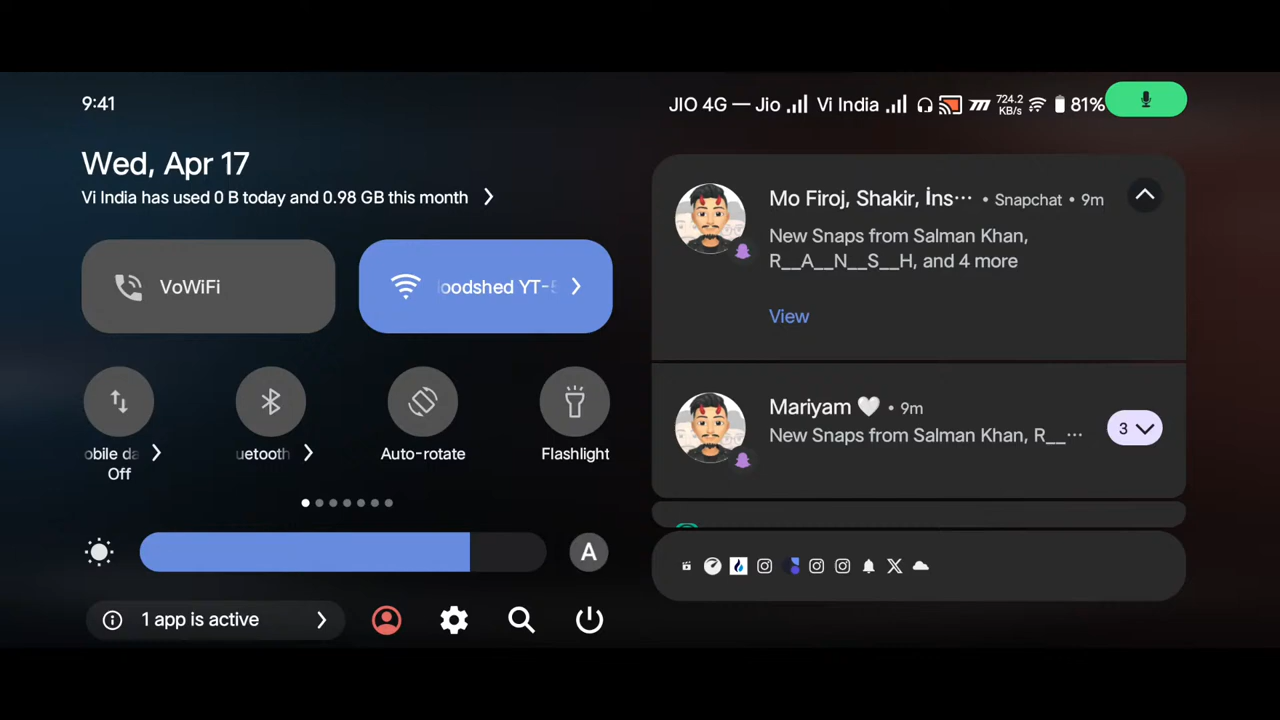 9:41
JIO 4G — Jio Vi India 724.2 KB/s 81%
Wed, Apr 17
Vi India has used 0 B today and 0.98 GB this month
VoWiFi
oodshed YT-5
obile da
Off
uetooth
Auto-rotate
Flashlight
A
1 app is active
Mo Firoj, Shakir, İns··· • Snapchat • 9m
New Snaps from Salman Khan,
R__A__N__S__H, and 4 more
View
Mariyam 🤍 • 9m
New Snaps from Salman Khan, R__···
3